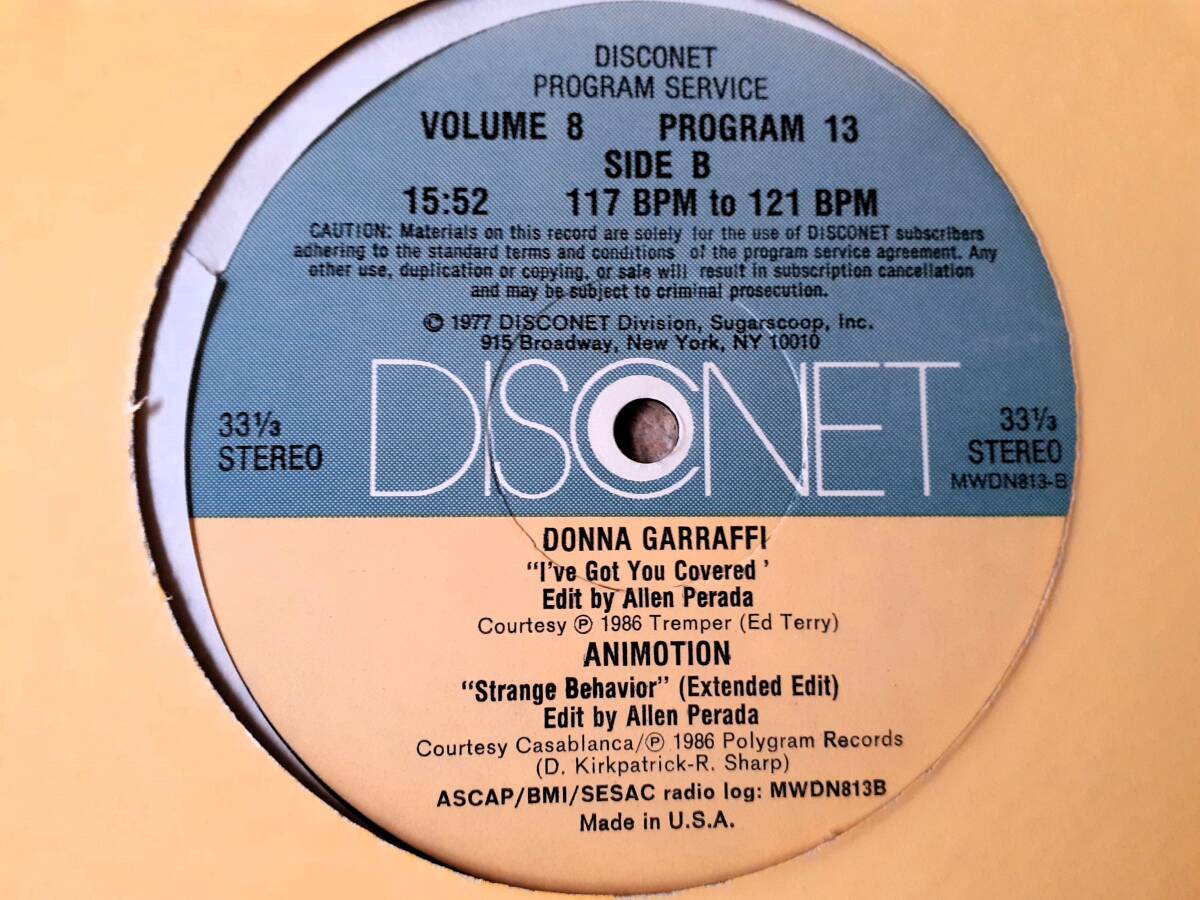 DISCONET
PROGRAM SERVICE
VOLUME 8 PROGRAM 13
SIDE B
15:52 117 BPM to 121 BPM
CAUTION: Materials on this record are solely for the use of DISCONET subscribers
adhering to the standard terms and conditions of the program service agreement. Any
other use, duplication or copying, or sale will result in subscription cancellation
and may be subject to criminal prosecution.
© 1977 DISCONET Division, Sugarscoop, Inc.
915 Broadway, New York, NY 10010
DISCONET
33⅓
STEREO
33⅓
STEREO
MWDN813-B
DONNA GARRAFFI
"I've Got You Covered'
Edit by Allen Perada
Courtesy ℗ 1986 Tremper (Ed Terry)
ANIMOTION
"Strange Behavior" (Extended Edit)
Edit by Allen Perada
Courtesy Casablanca/℗ 1986 Polygram Records
(D. Kirkpatrick-R. Sharp)
ASCAP/BMI/SESAC radio log: MWDN813B
Made in U.S.A.